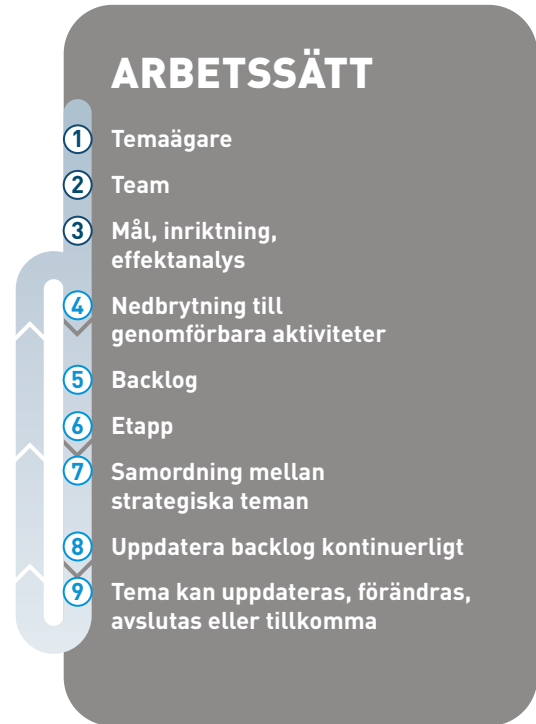 ARBETSSÄTT
1 Temaägare
2 Team
3 Mål, inriktning,
effektanalys
4 Nedbrytning till
genomförbara aktiviteter
5 Backlog
6 Etapp
7 Samordning mellan
strategiska teman
8 Uppdatera backlog kontinuerligt
9 Tema kan uppdateras, förändras,
avslutas eller tillkomma